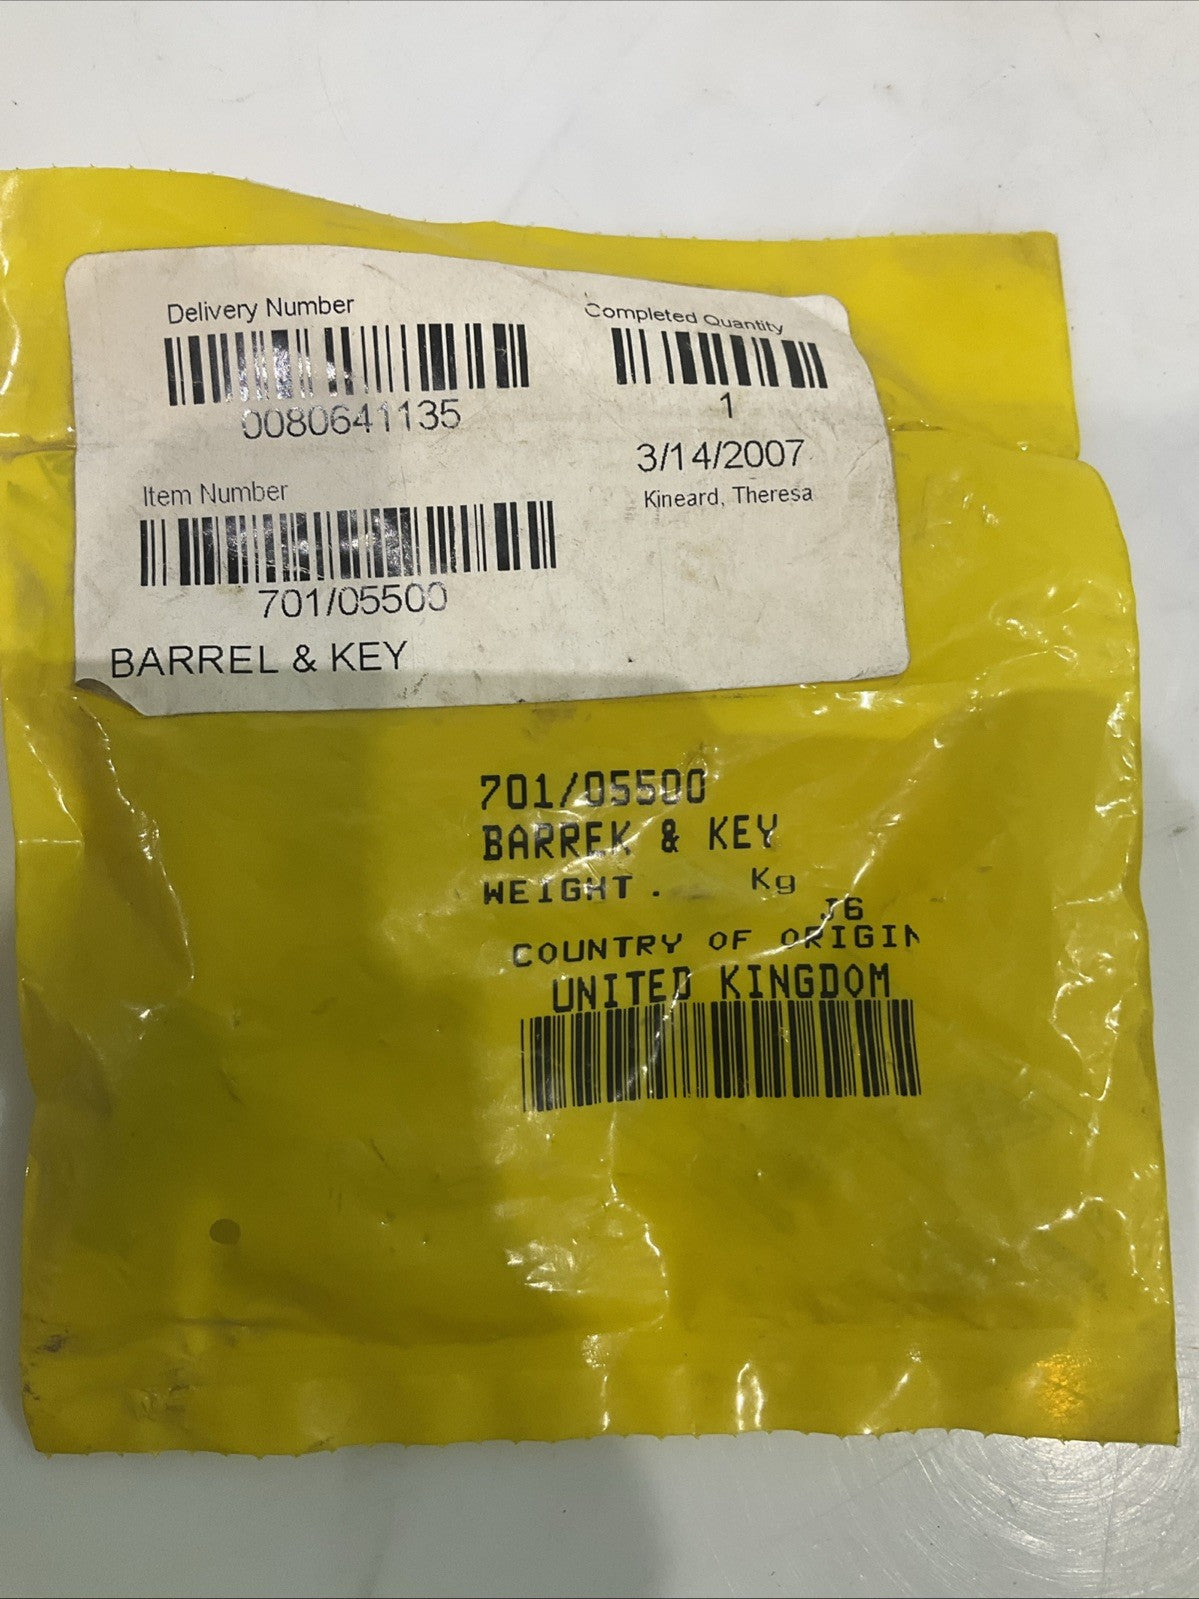 Delivery Number
0080641135
Completed Quantity
1
3/14/2007
Kineard, Theresa
Item Number
701/05500
BARREL & KEY
701/05500
BARREK & KEY
WEIGHT . Kg
J6
COUNTRY OF ORIGIN
UNITED KINGDOM